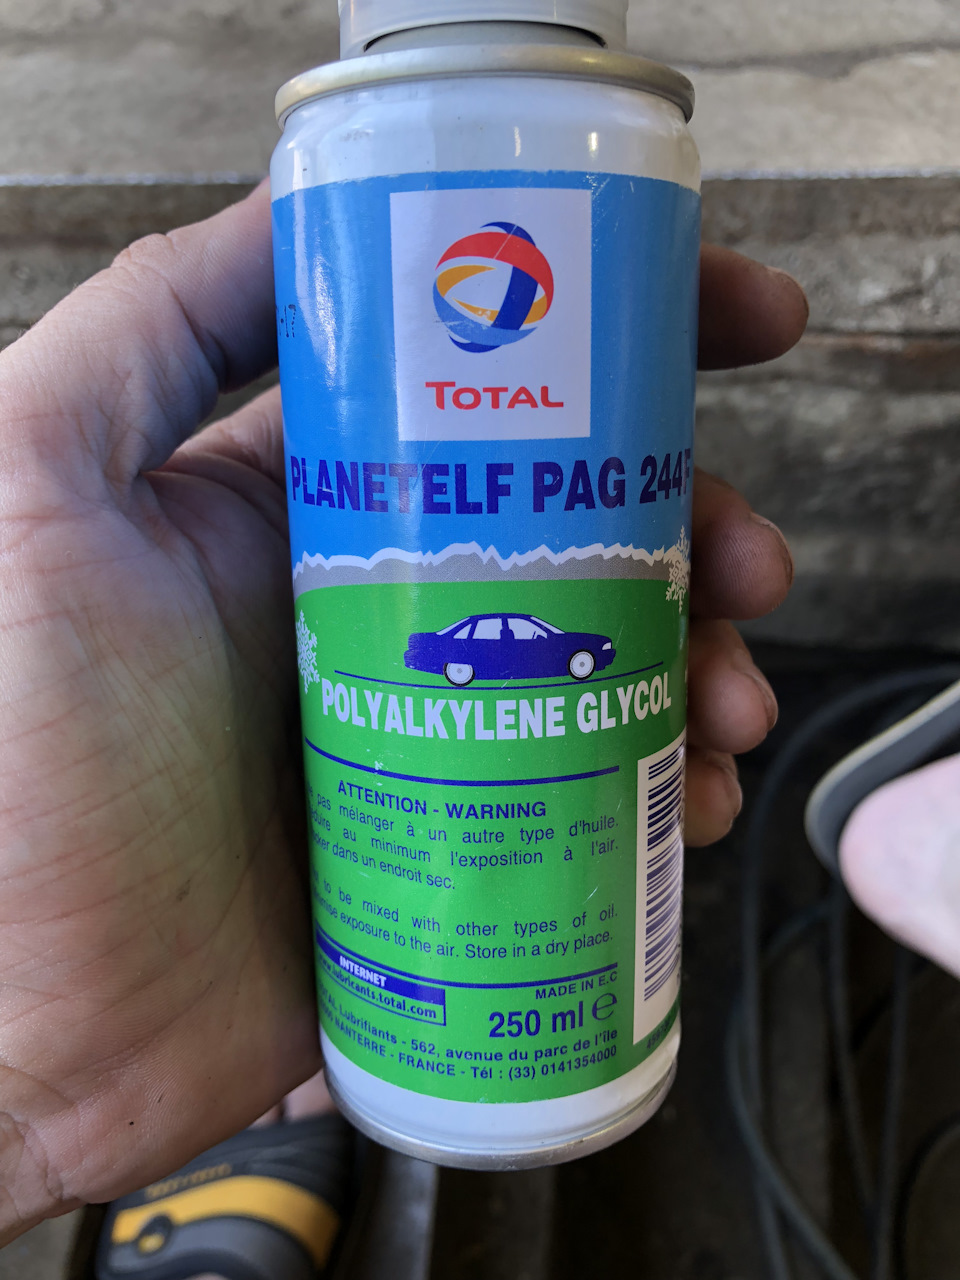 TOTAL
PLANETELF PAG 244
POLYALKYLENE GLYCOL
ATTENTION - WARNING
pas mélanger à un autre type d'huile.
au minimum l'exposition à l'air.
dans un endroit sec.
to be mixed with other types of oil.
exposure to the air. Store in a dry place.
INTERNET
lubricants.total.com
MADE IN E.C
250 ml e
Lubrifiants - 562, avenue du parc de l'île
NANTERRE - FRANCE - Tél : (33) 0141354000